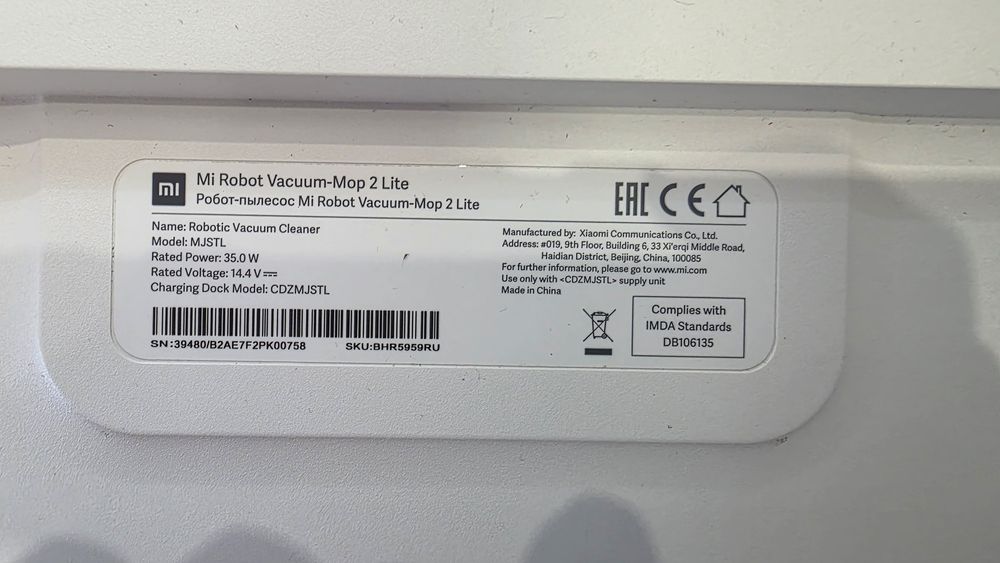 mi
Mi Robot Vacuum-Mop 2 Lite
Робот-пылесос Mi Robot Vacuum-Mop 2 Lite
EAC CE
Name: Robotic Vacuum Cleaner
Model: MJSTL
Rated Power: 35.0 W
Rated Voltage: 14.4 V⎓
Charging Dock Model: CDZMJSTL
SN:39480/B2AE7F2PK00758 SKU:BHR5959RU
Manufactured by: Xiaomi Communications Co., Ltd.
Address: #019, 9th Floor, Building 6, 33 Xi'erqi Middle Road,
Haidian District, Beijing, China, 100085
For further information, please go to www.mi.com
Use only with <CDZMJSTL> supply unit
Made in China
Complies with
IMDA Standards
DB106135